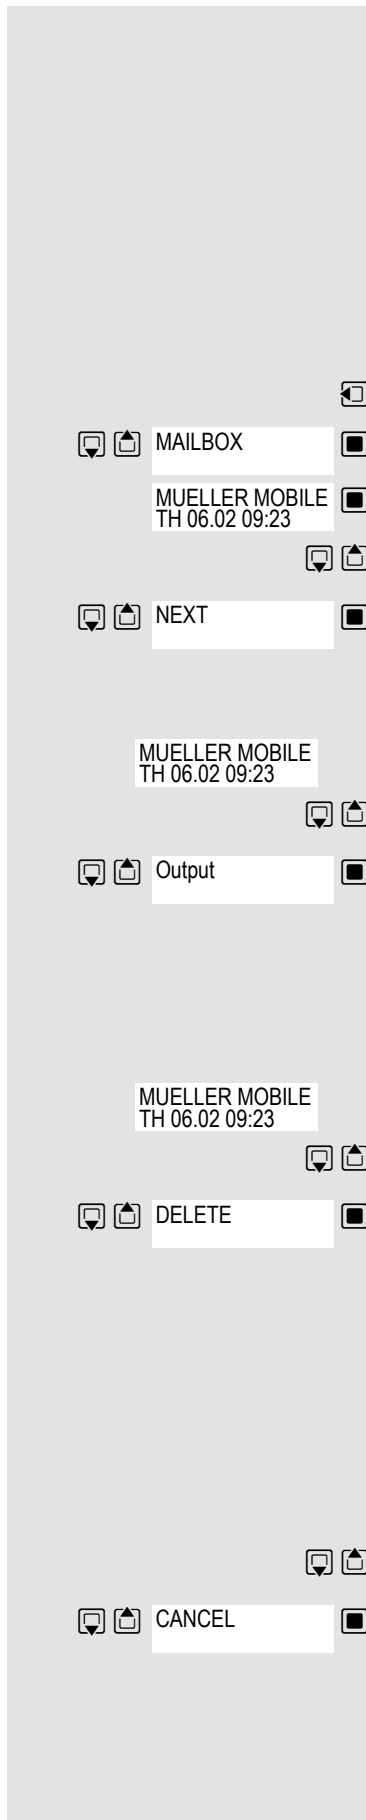 MAILBOX
MUELLER MOBILE
TH 06.02 09:23
NEXT
MUELLER MOBILE
TH 06.02 09:23
Output
MUELLER MOBILE
TH 06.02 09:23
DELETE
CANCEL